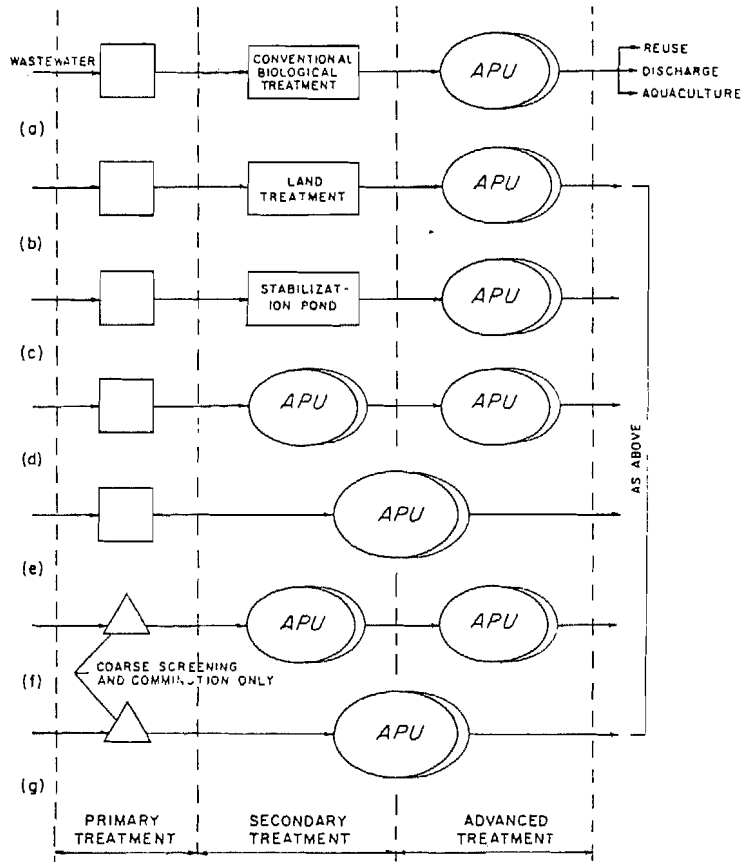 WASTEWATER
CONVENTIONAL
BIOLOGICAL
TREATMENT
APU
REUSE
DISCHARGE
AQUACULTURE
(a)
LAND
TREATMENT
APU
(b)
STABILIZAT-
ION POND
APU
(c)
APU
APU
AS ABOVE
(d)
APU
(e)
APU
APU
COARSE SCREENING
AND COMMINUTION ONLY
(f)
APU
(g)
PRIMARY
TREATMENT
SECONDARY
TREATMENT
ADVANCED
TREATMENT